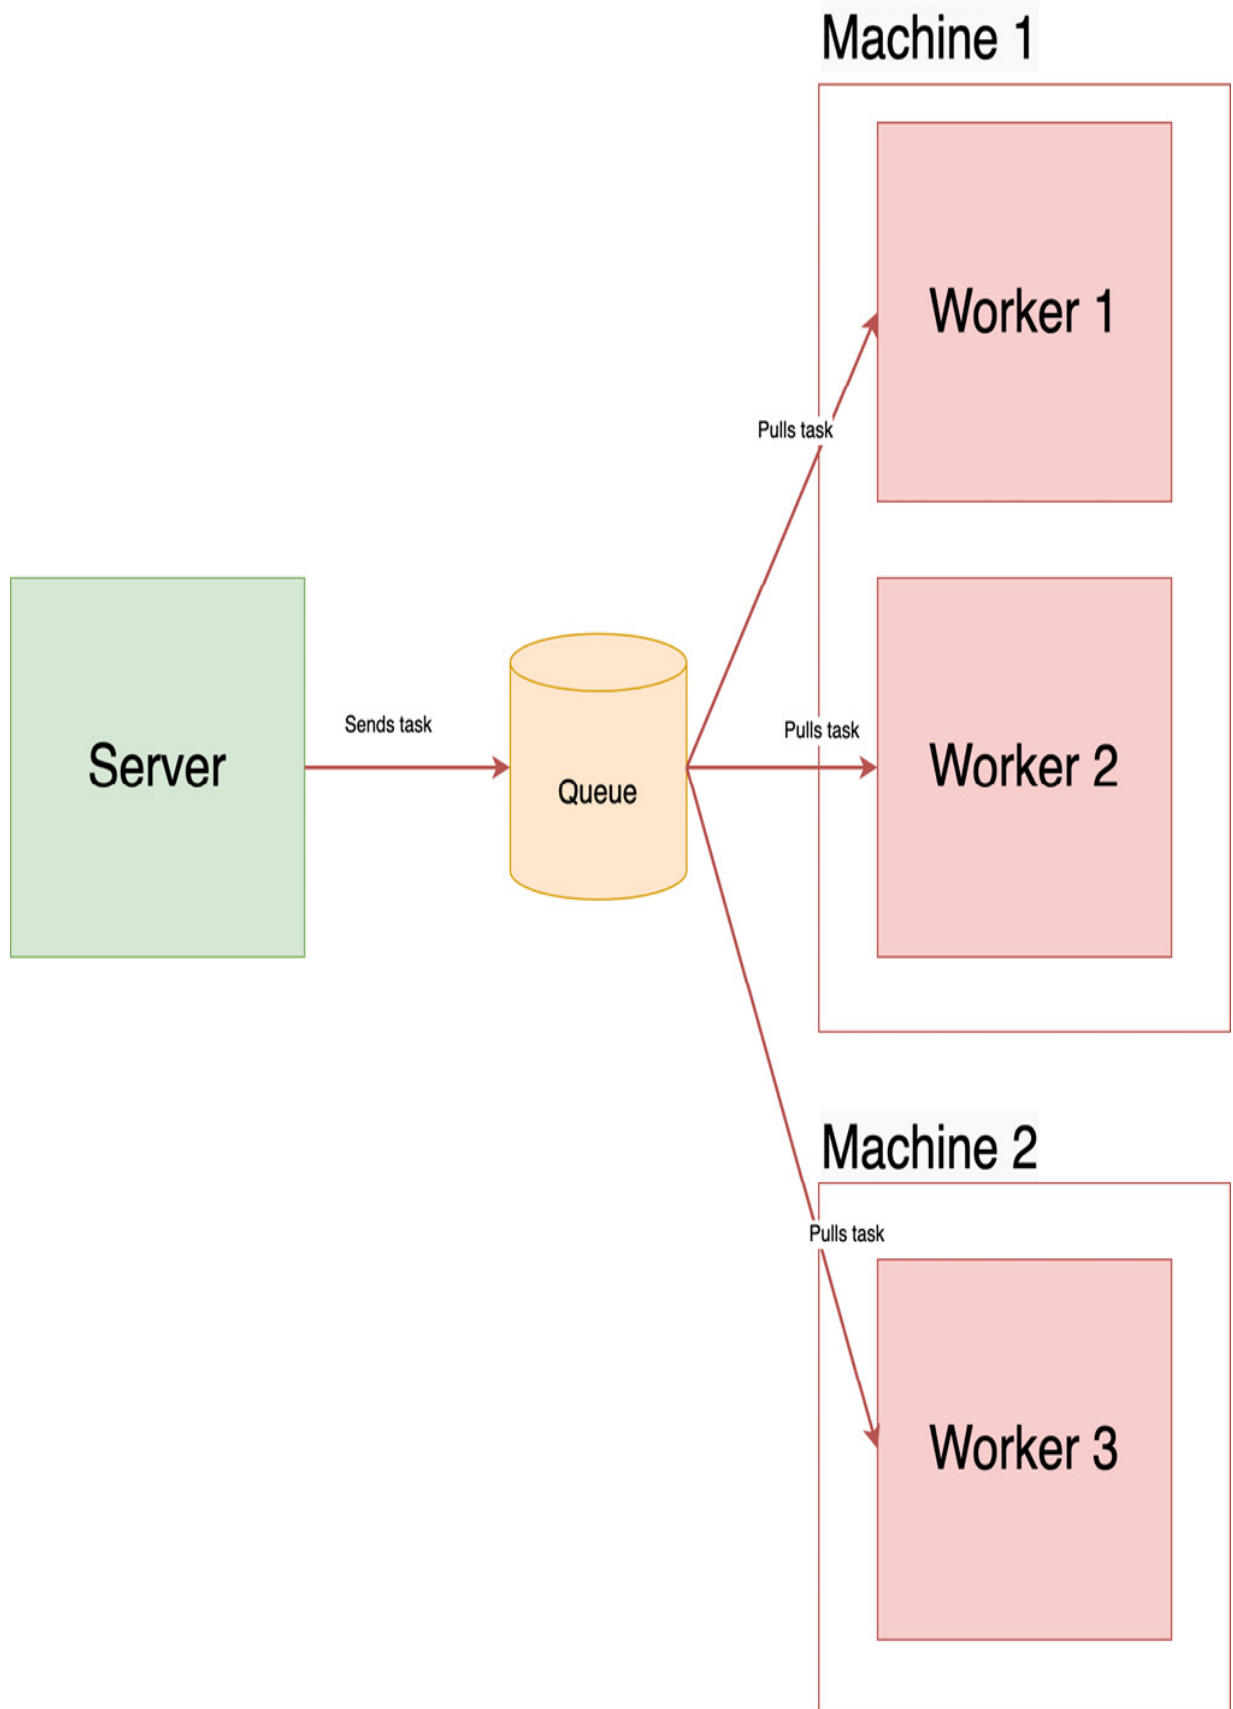 Machine 1
Worker 1
Pulls task
Sends task
Pulls task
Server
Queue
Worker 2
Machine 2
Pulls task
Worker 3